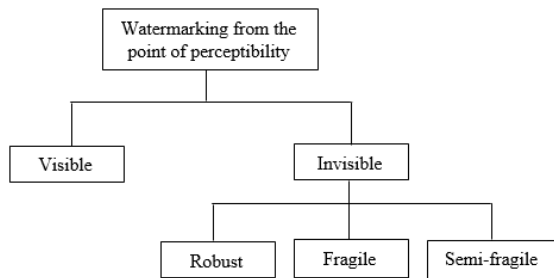 Watermarking from the
point of perceptibility
Visible
Invisible
Robust
Fragile
Semi-fragile